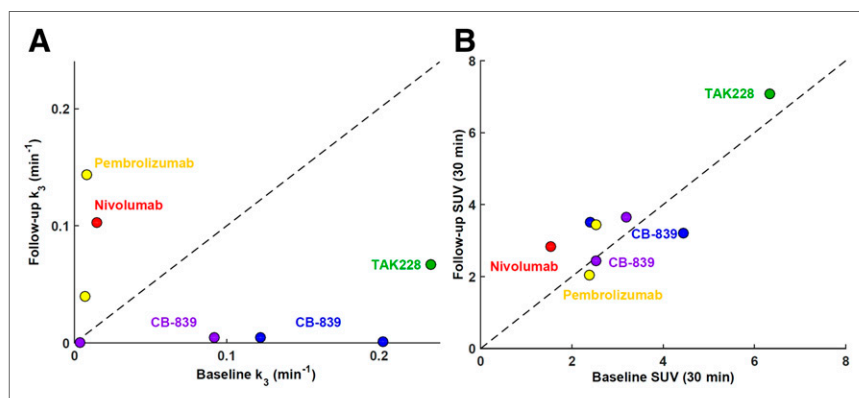 A
0.2
0.1
0
Follow-up k3 (min-1)
Pembrolizumab
Nivolumab
TAK228
CB-839
CB-839
0
0.1
0.2
Baseline k3 (min-1)
B
8
6
4
2
0
Follow-up SUV (30 min)
TAK228
CB-839
Nivolumab
CB-839
Pembrolizumab
0
2
4
6
8
Baseline SUV (30 min)